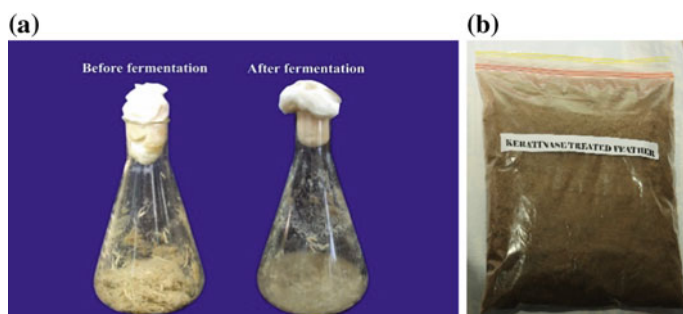 (a)
Before fermentation
After fermentation
(b)
KERATINASE TREATED FEATHER